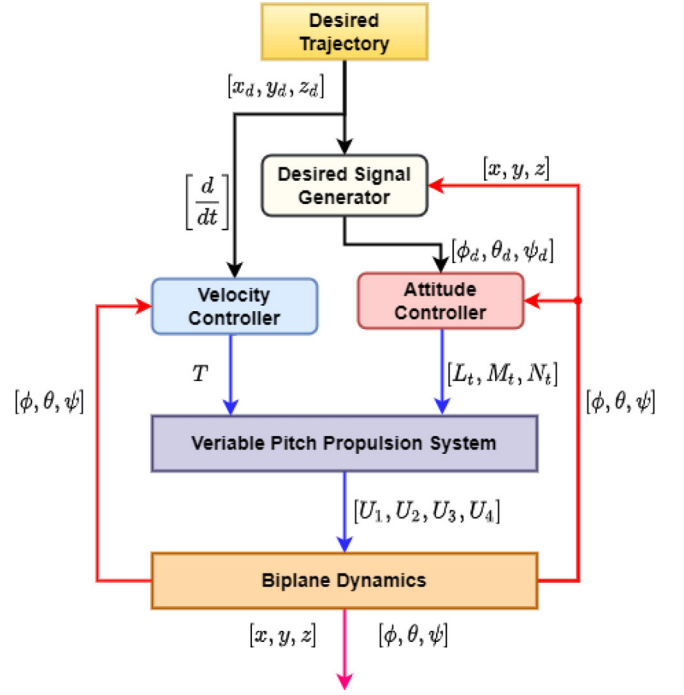 Desired
Trajectory
[x_d, y_d, z_d]
Desired Signal
Generator
[x, y, z]
[d/dt]
[ϕ_d, θ_d, ψ_d]
Velocity
Controller
Attitude
Controller
T
[L_t, M_t, N_t]
[ϕ, θ, ψ]
[ϕ, θ, ψ]
Veriable Pitch Propulsion System
[U_1, U_2, U_3, U_4]
Biplane Dynamics
[x, y, z]
[ϕ, θ, ψ]